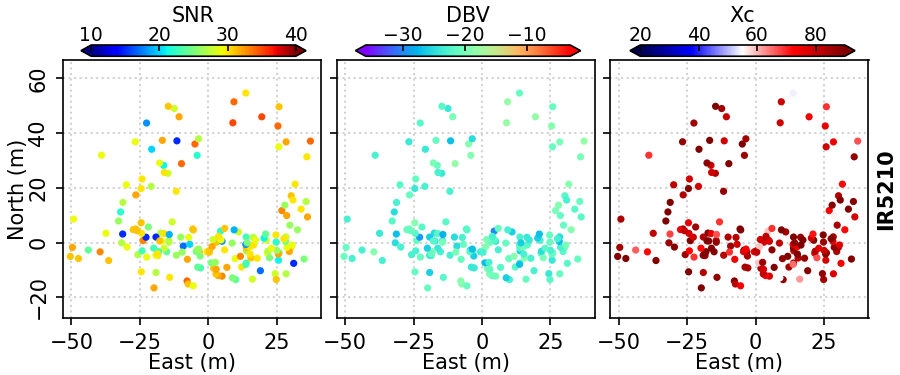 SNR
10 20 30 40
DBV
−30 −20 −10
Xc
20 40 60 80
North (m)
60
40
20
0
−20
−50 −25 0 25
East (m)
−50 −25 0 25
East (m)
−50 −25 0 25
East (m)
IR5210